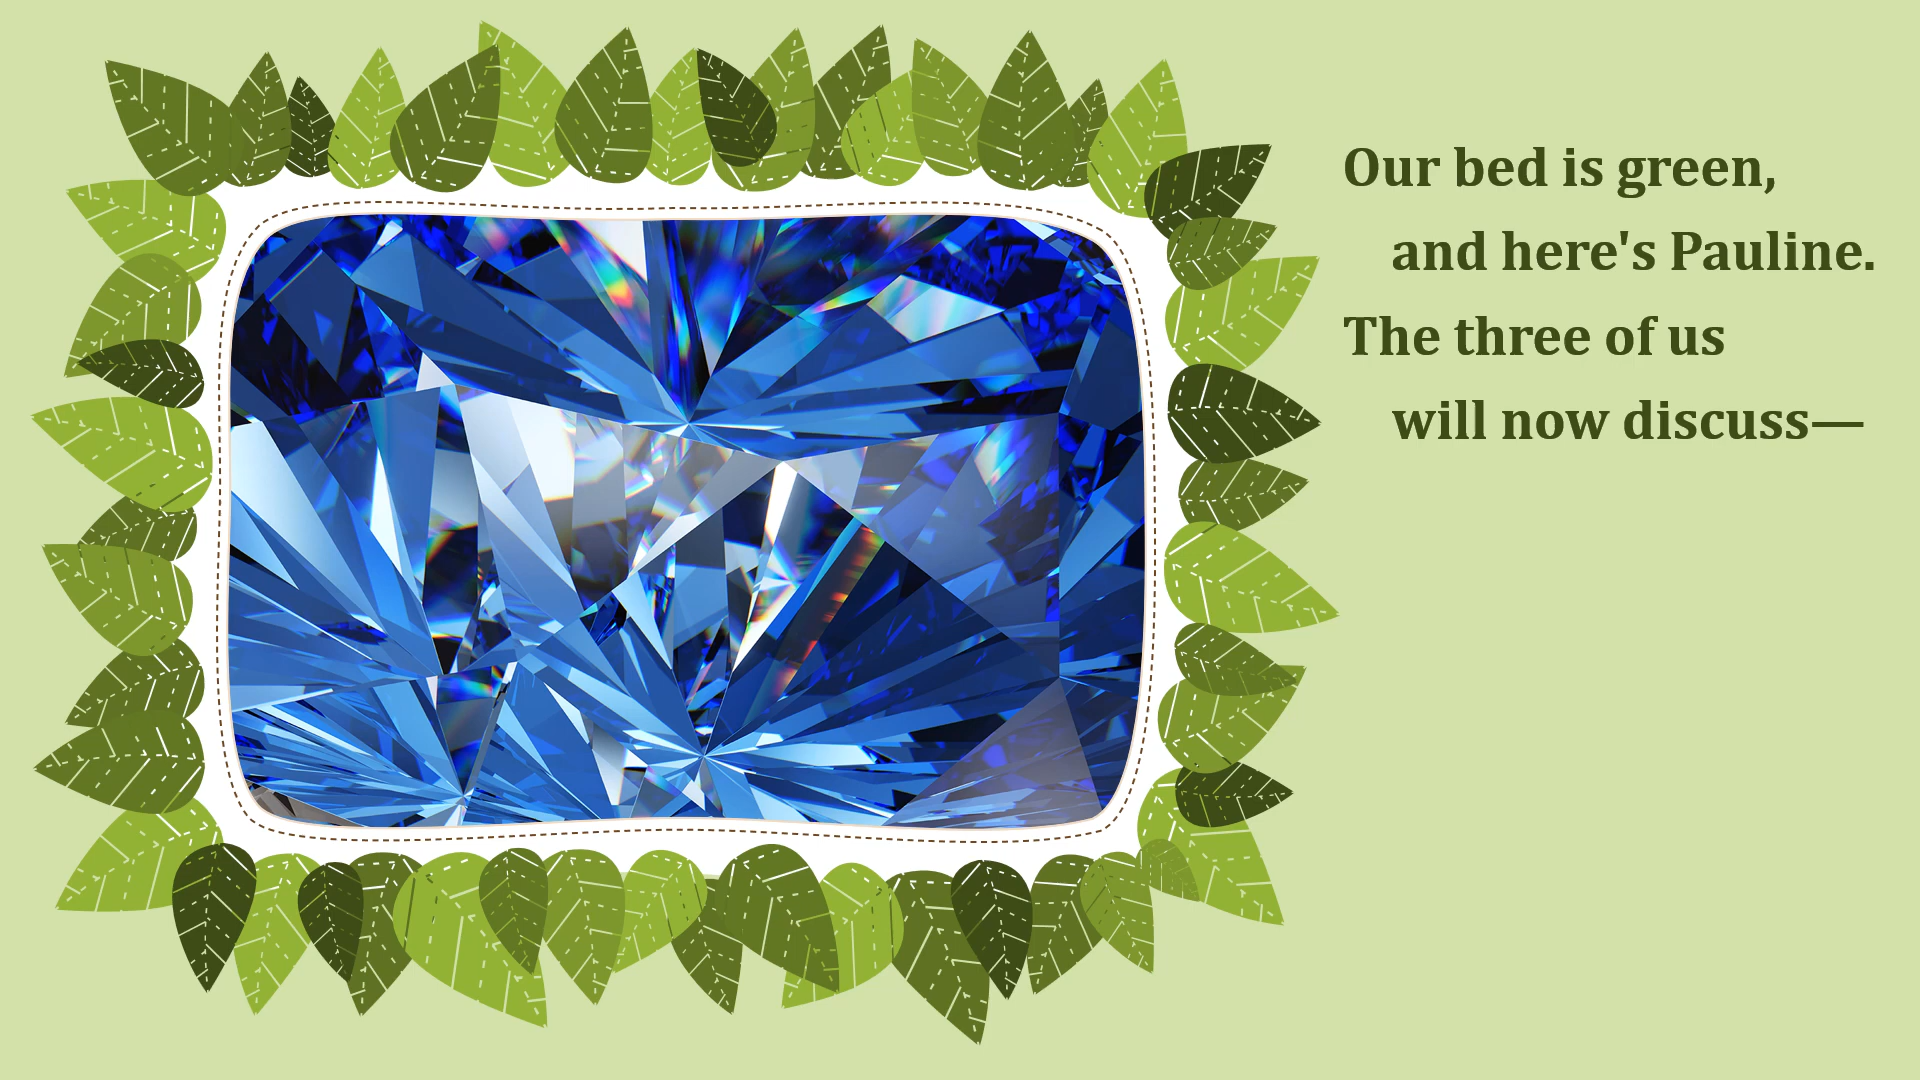 Our bed is green,
and here's Pauline.
The three of us
will now discuss—